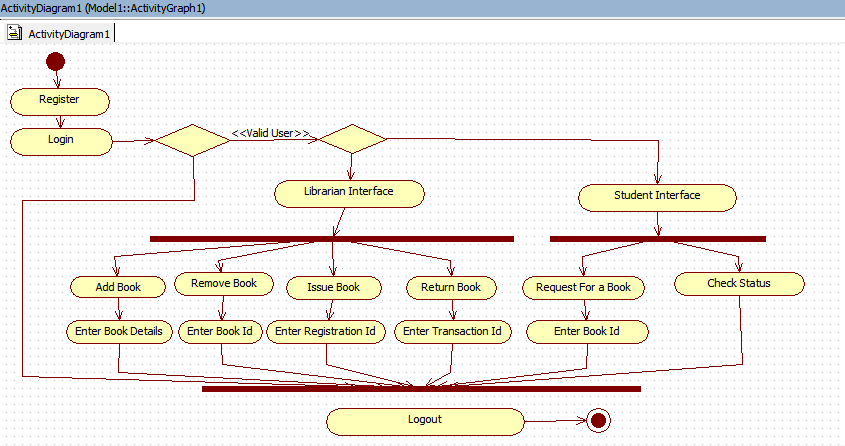 ActivityDiagram1 (Model1::ActivityGraph1)
ActivityDiagram1
Register
Login
<<Valid User>>
Librarian Interface
Student Interface
Add Book
Remove Book
Issue Book
Return Book
Request For a Book
Check Status
Enter Book Details
Enter Book Id
Enter Registration Id
Enter Transaction Id
Enter Book Id
Logout